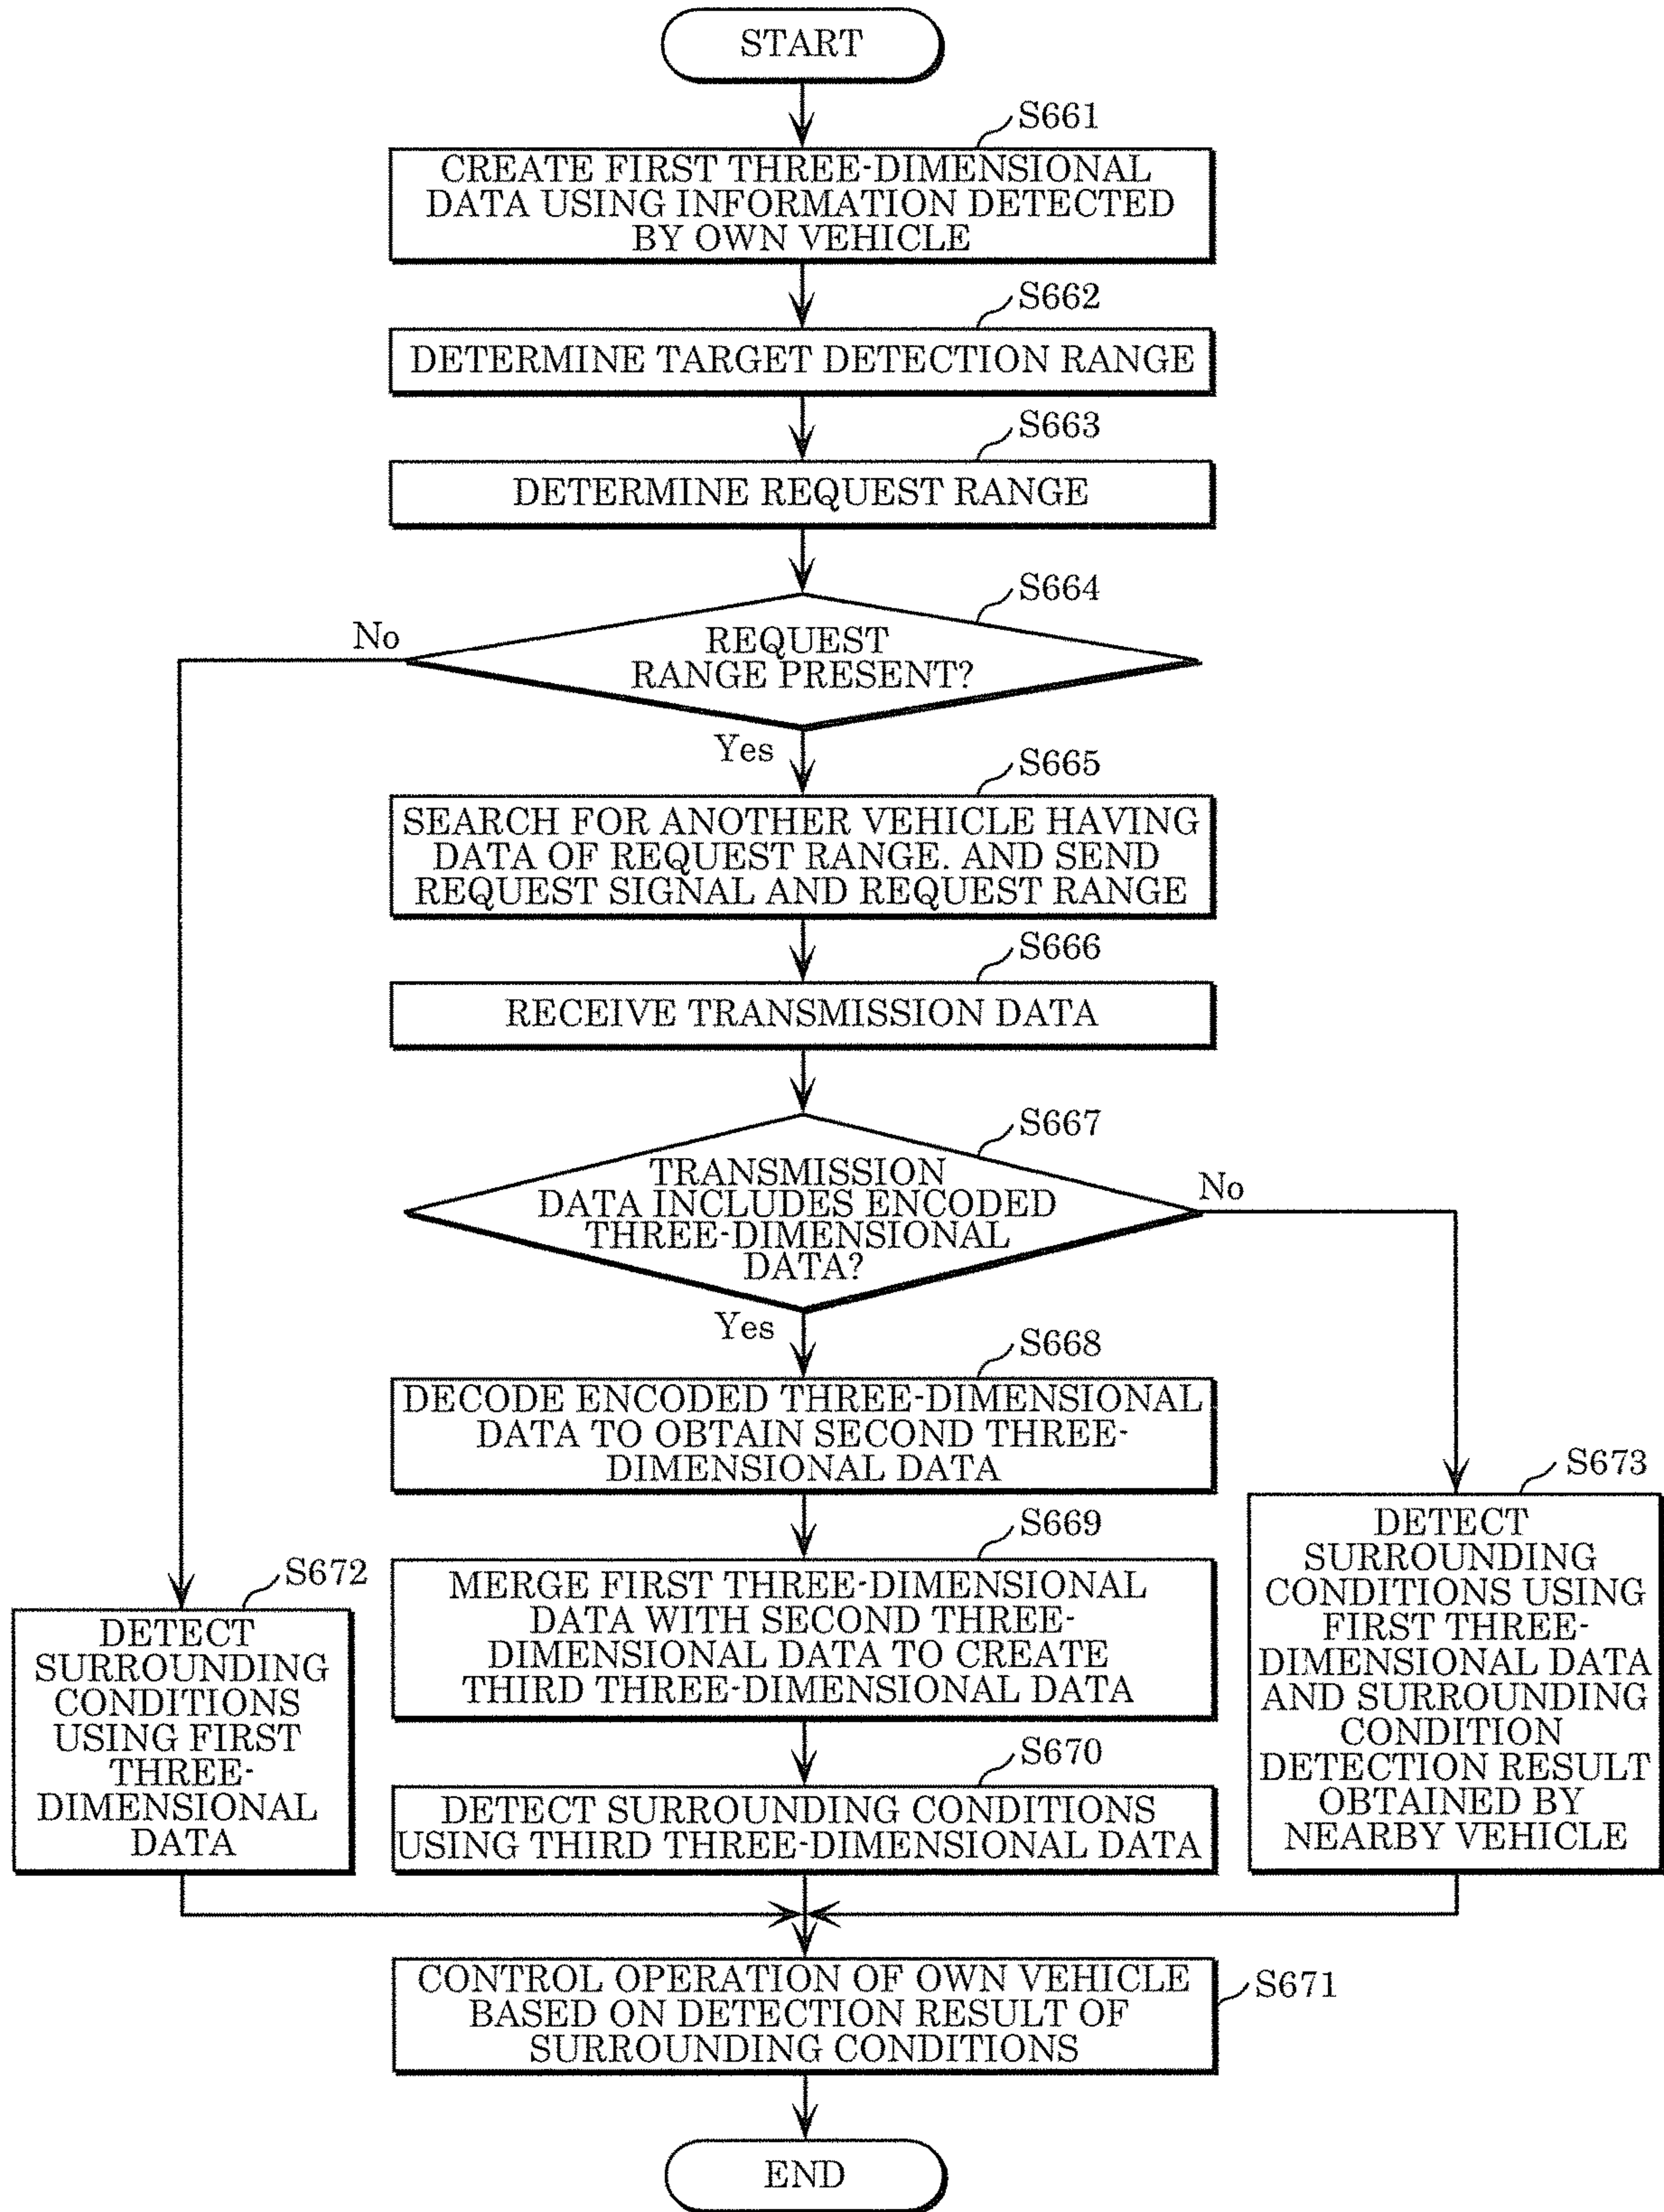 START
S661
CREATE FIRST THREE-DIMENSIONAL
DATA USING INFORMATION DETECTED
BY OWN VEHICLE
S662
DETERMINE TARGET DETECTION RANGE
S663
DETERMINE REQUEST RANGE
S664
REQUEST
RANGE PRESENT?
No
Yes
S665
SEARCH FOR ANOTHER VEHICLE HAVING
DATA OF REQUEST RANGE. AND SEND
REQUEST SIGNAL AND REQUEST RANGE
S666
RECEIVE TRANSMISSION DATA
S667
TRANSMISSION
DATA INCLUDES ENCODED
THREE-DIMENSIONAL
DATA?
No
Yes
S668
DECODE ENCODED THREE-DIMENSIONAL
DATA TO OBTAIN SECOND THREE-
DIMENSIONAL DATA
S669
MERGE FIRST THREE-DIMENSIONAL
DATA WITH SECOND THREE-
DIMENSIONAL DATA TO CREATE
THIRD THREE-DIMENSIONAL DATA
S670
DETECT SURROUNDING CONDITIONS
USING THIRD THREE-DIMENSIONAL DATA
S672
DETECT
SURROUNDING
CONDITIONS
USING FIRST
THREE-
DIMENSIONAL
DATA
S673
DETECT
SURROUNDING
CONDITIONS USING
FIRST THREE-
DIMENSIONAL DATA
AND SURROUNDING
CONDITION
DETECTION RESULT
OBTAINED BY
NEARBY VEHICLE
S671
CONTROL OPERATION OF OWN VEHICLE
BASED ON DETECTION RESULT OF
SURROUNDING CONDITIONS
END